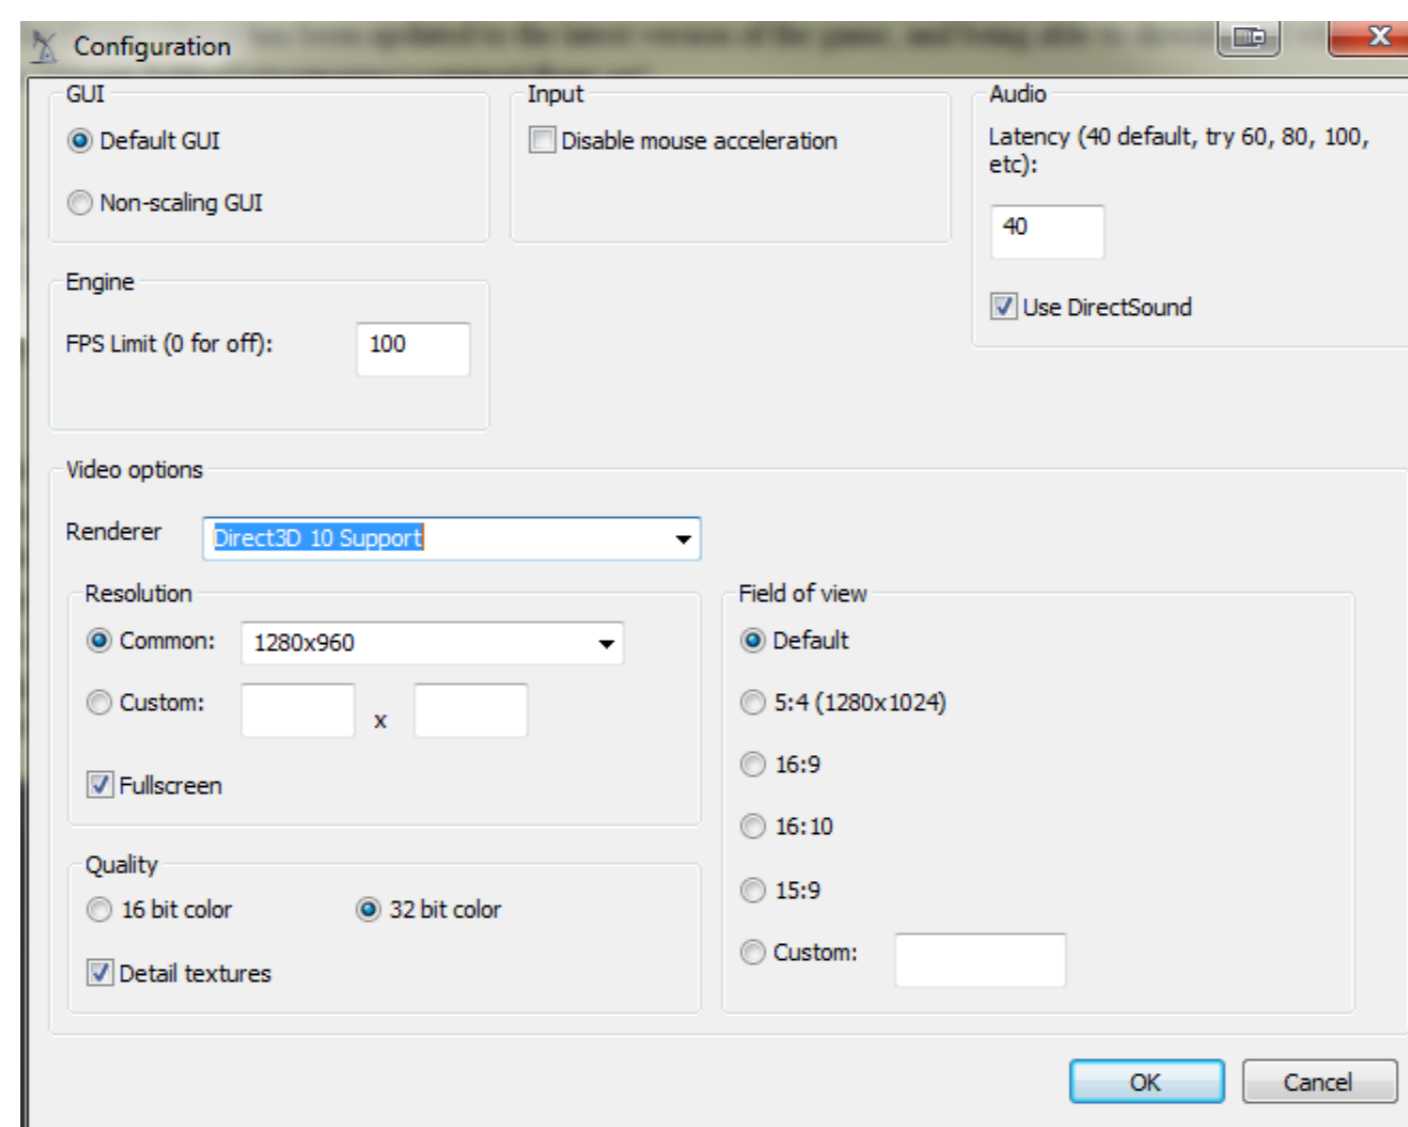 Configuration
GUI
Default GUI
Non-scaling GUI
Input
Disable mouse acceleration
Audio
Latency (40 default, try 60, 80, 100,
etc):
40
Use DirectSound
Engine
FPS Limit (0 for off):
100
Video options
Renderer
Direct3D 10 Support
Resolution
Common:
1280x960
Custom:
x
Fullscreen
Quality
16 bit color
32 bit color
Detail textures
Field of view
Default
5:4 (1280x1024)
16:9
16:10
15:9
Custom:
OK
Cancel